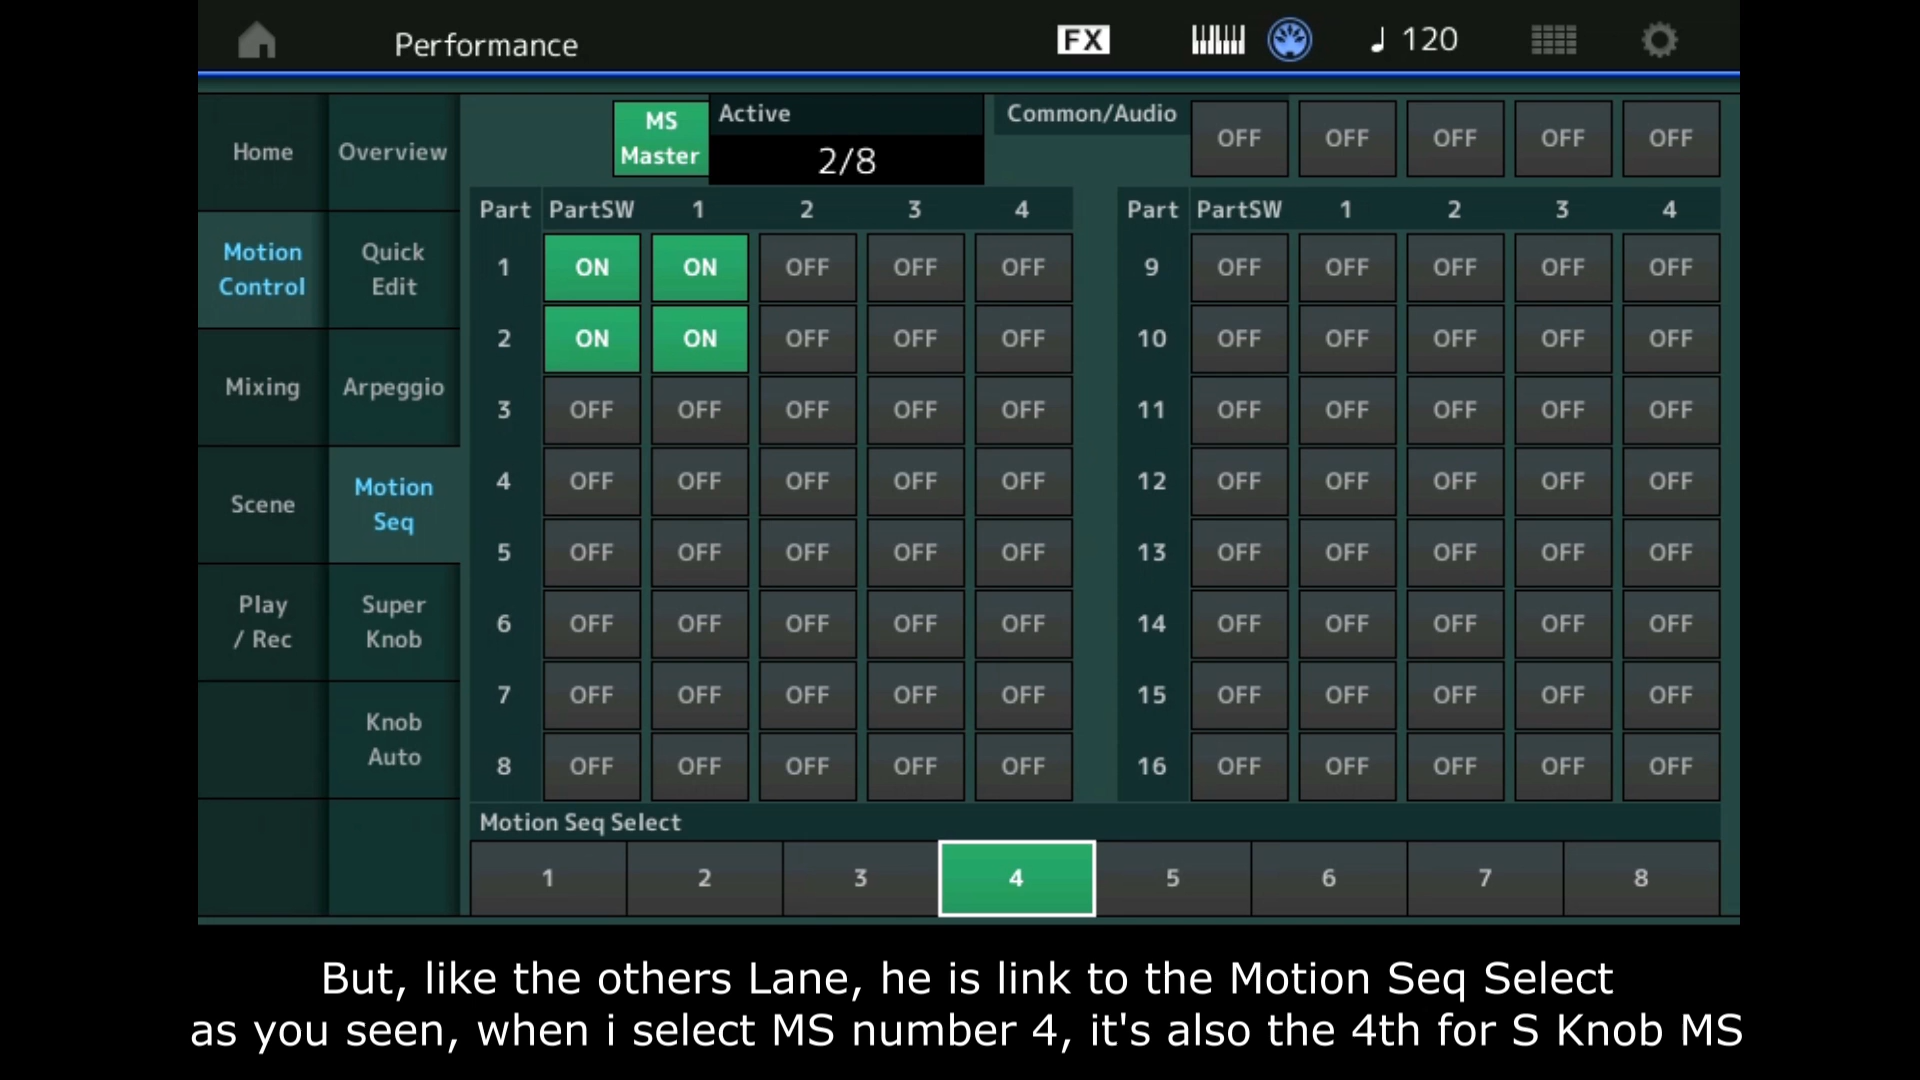 Performance FX ♩ 120
Home Overview MS Master Active 2/8 Common/Audio OFF OFF OFF OFF OFF
Part PartSW 1 2 3 4 Part PartSW 1 2 3 4
Motion Control Quick Edit 1 ON ON OFF OFF OFF 9 OFF OFF OFF OFF OFF
2 ON ON OFF OFF OFF 10 OFF OFF OFF OFF OFF
Mixing Arpeggio 3 OFF OFF OFF OFF OFF 11 OFF OFF OFF OFF OFF
Scene Motion Seq 4 OFF OFF OFF OFF OFF 12 OFF OFF OFF OFF OFF
5 OFF OFF OFF OFF OFF 13 OFF OFF OFF OFF OFF
Play / Rec Super Knob 6 OFF OFF OFF OFF OFF 14 OFF OFF OFF OFF OFF
Knob Auto 7 OFF OFF OFF OFF OFF 15 OFF OFF OFF OFF OFF
8 OFF OFF OFF OFF OFF 16 OFF OFF OFF OFF OFF
Motion Seq Select
1 2 3 4 5 6 7 8
But, like the others Lane, he is link to the Motion Seq Select
as you seen, when i select MS number 4, it's also the 4th for S Knob MS